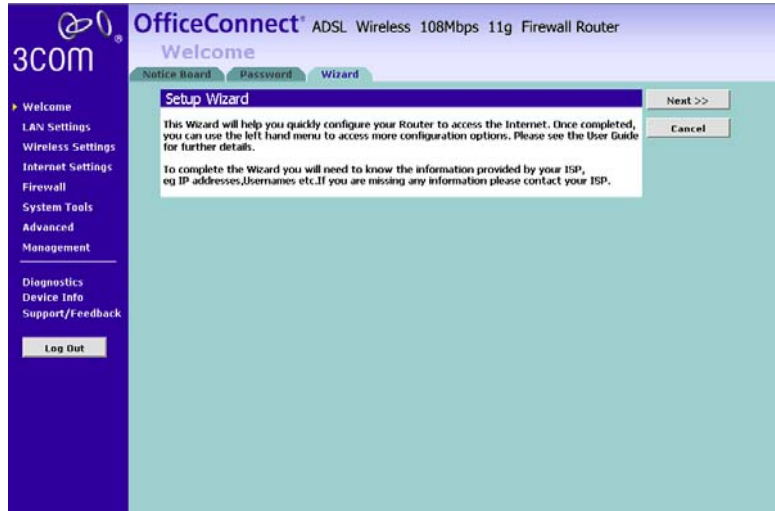 3COM
OfficeConnect® ADSL Wireless 108Mbps 11g Firewall Router
Welcome
Notice Board Password Wizard
Welcome
LAN Settings
Wireless Settings
Internet Settings
Firewall
System Tools
Advanced
Management
Diagnostics
Device Info
Support/Feedback
Log Out
Setup Wizard
This Wizard will help you quickly configure your Router to access the Internet. Once completed,
you can use the left hand menu to access more configuration options. Please see the User Guide
for further details.
To complete the Wizard you will need to know the information provided by your ISP,
eg IP addresses,Usernames etc.If you are missing any information please contact your ISP.
Next >>
Cancel